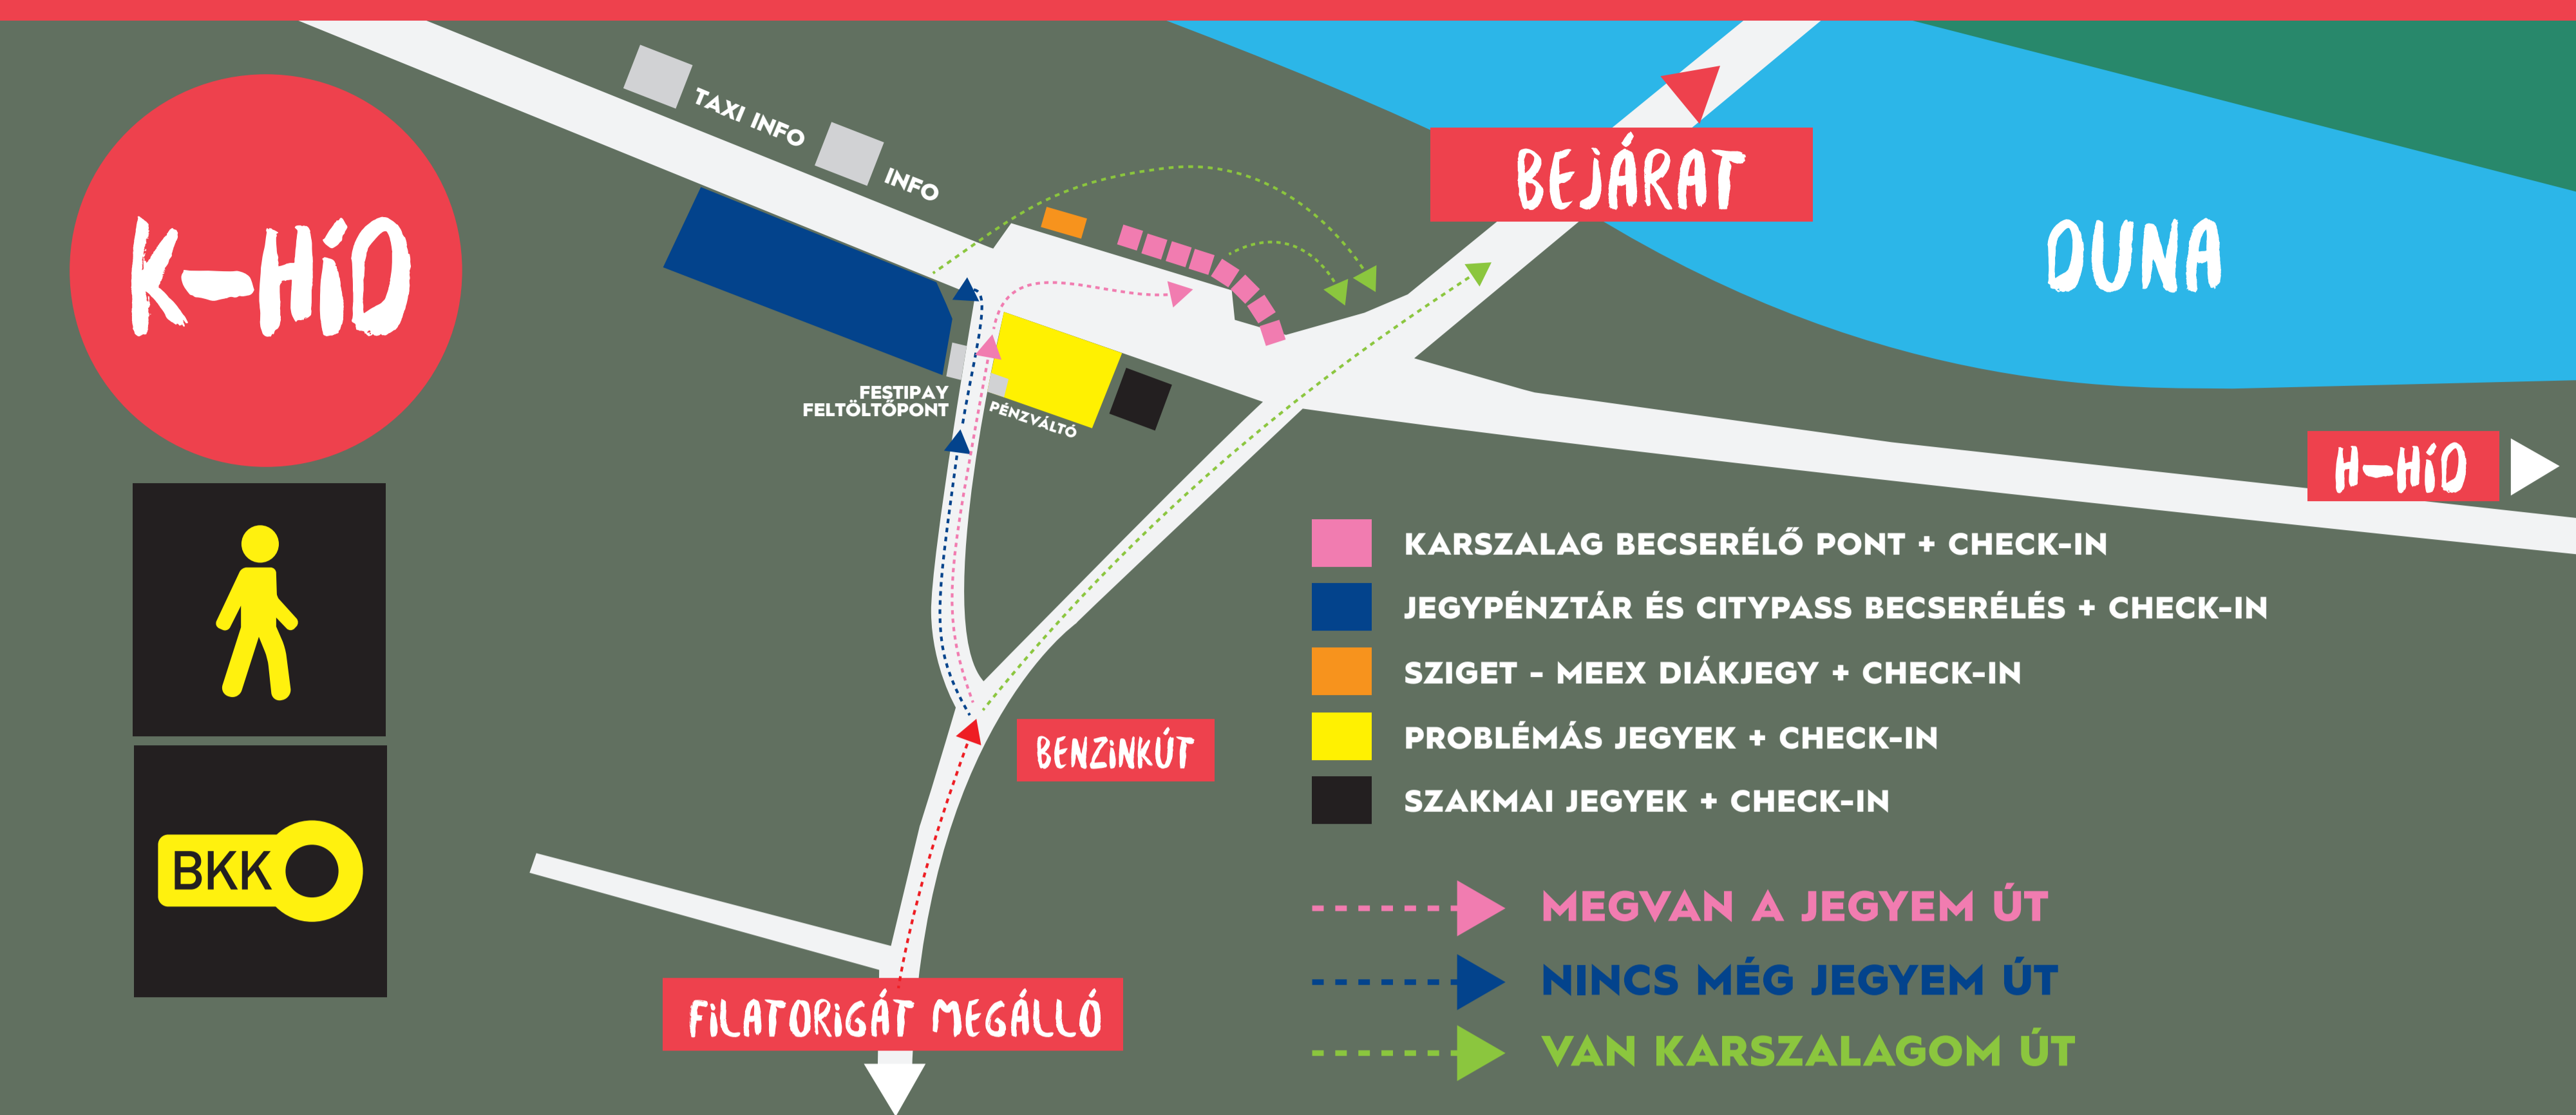 K-HÍD
TAXI INFO
INFO
BEJÁRAT
DUNA
FESTIPAY
FELTÖLTŐPONT
PÉNZVÁLTÓ
H-HÍD
KARSZALAG BECSERÉLŐ PONT + CHECK-IN
JEGYPÉNZTÁR ÉS CITYPASS BECSERÉLÉS + CHECK-IN
SZIGET - MEEX DIÁKJEGY + CHECK-IN
PROBLÉMÁS JEGYEK + CHECK-IN
SZAKMAI JEGYEK + CHECK-IN
BENZINKÚT
BKK
MEGVAN A JEGYEM ÚT
NINCS MÉG JEGYEM ÚT
VAN KARSZALAGOM ÚT
FILATORIGÁT MEGÁLLÓ